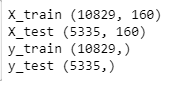 X_train (10829, 160)
X_test (5335, 160)
y_train (10829,)
y_test (5335,)